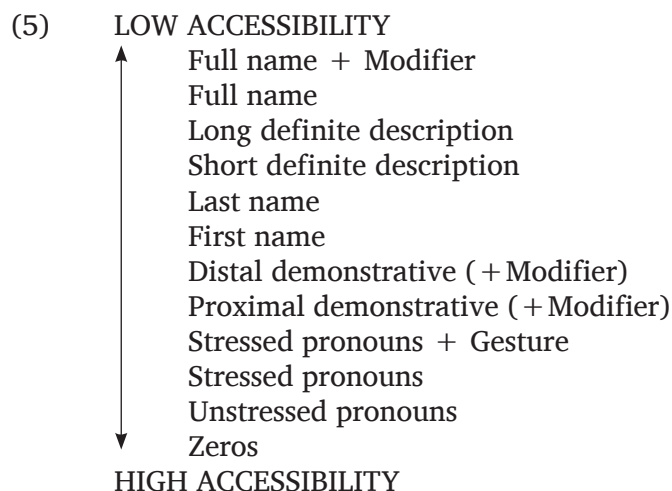 (5) LOW ACCESSIBILITY
Full name + Modifier
Full name
Long definite description
Short definite description
Last name
First name
Distal demonstrative (+Modifier)
Proximal demonstrative (+Modifier)
Stressed pronouns + Gesture
Stressed pronouns
Unstressed pronouns
Zeros
HIGH ACCESSIBILITY